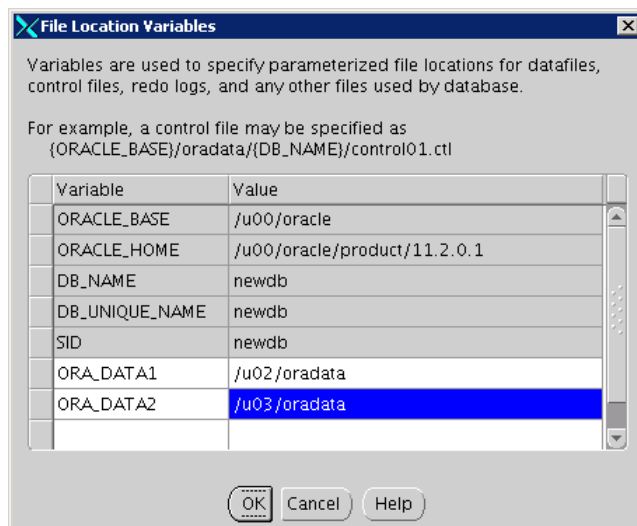 File Location Variables
Variables are used to specify parameterized file locations for datafiles,
control files, redo logs, and any other files used by database.
For example, a control file may be specified as
{ORACLE_BASE}/oradata/{DB_NAME}/control01.ctl
Variable Value
ORACLE_BASE /u00/oracle
ORACLE_HOME /u00/oracle/product/11.2.0.1
DB_NAME newdb
DB_UNIQUE_NAME newdb
SID newdb
ORA_DATA1 /u02/oradata
ORA_DATA2 /u03/oradata
OK Cancel Help